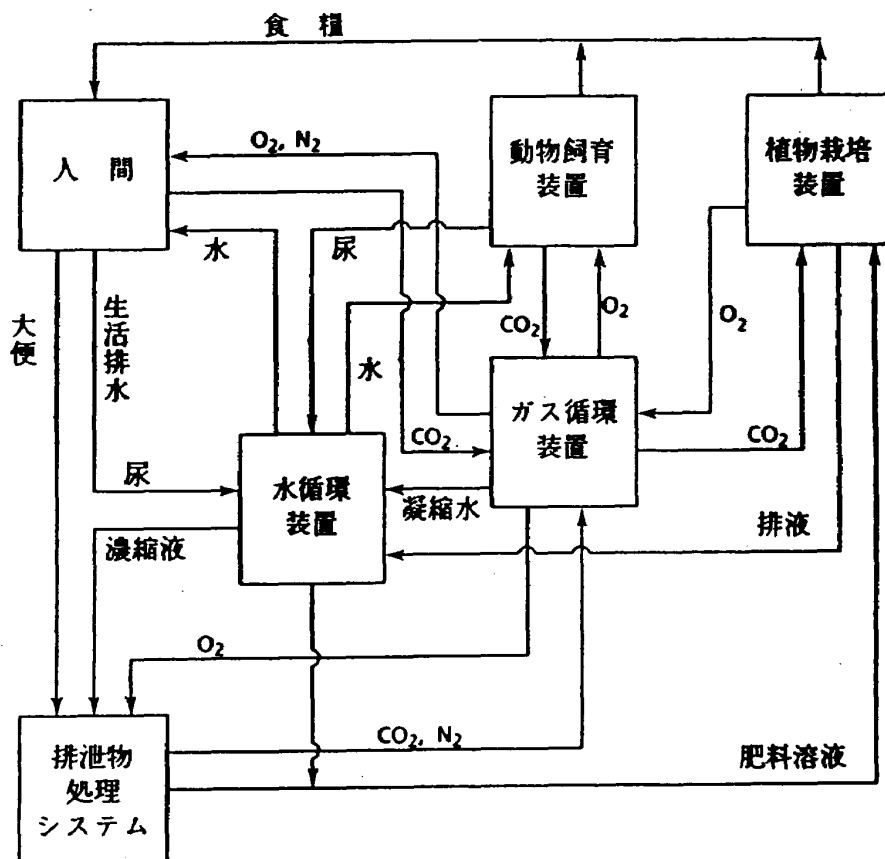 食糧
人間
O2, N2
動物飼育
装置
植物栽培
装置
水
尿
大便
生活排水
CO2
O2
O2
水
ガス循環
装置
CO2
CO2
尿
水循環
装置
凝縮水
排液
濃縮液
O2
CO2, N2
排泄物
処理
システム
肥料溶液